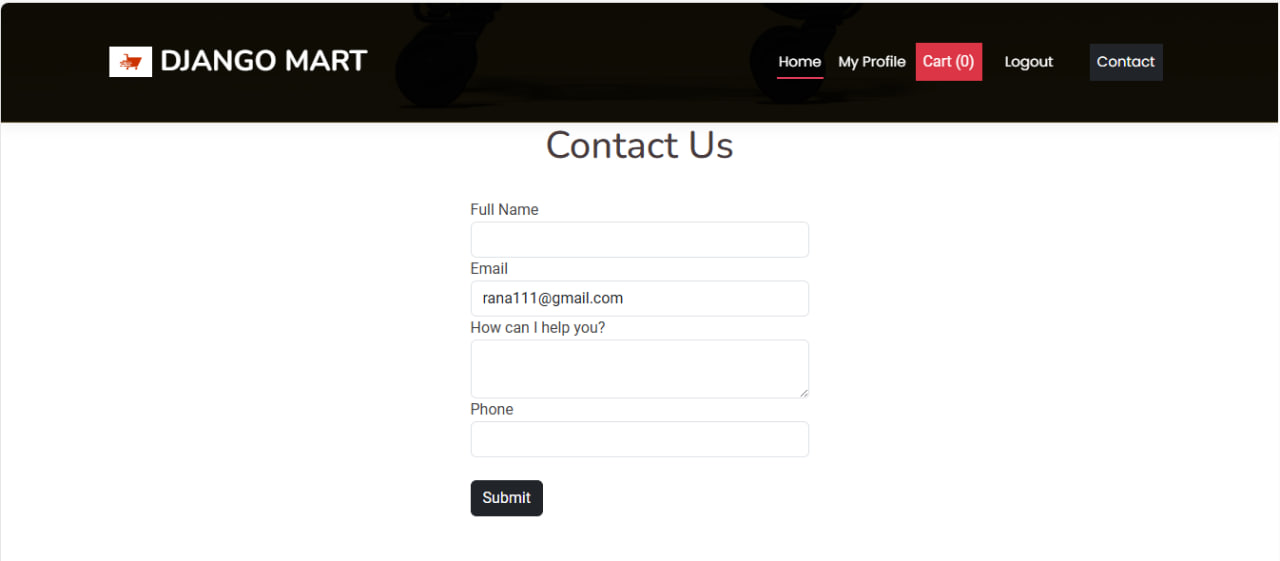 DJANGO MART Home My Profile Cart (0) Logout Contact
Contact Us
Full Name
Email
rana111@gmail.com
How can I help you?
Phone
Submit